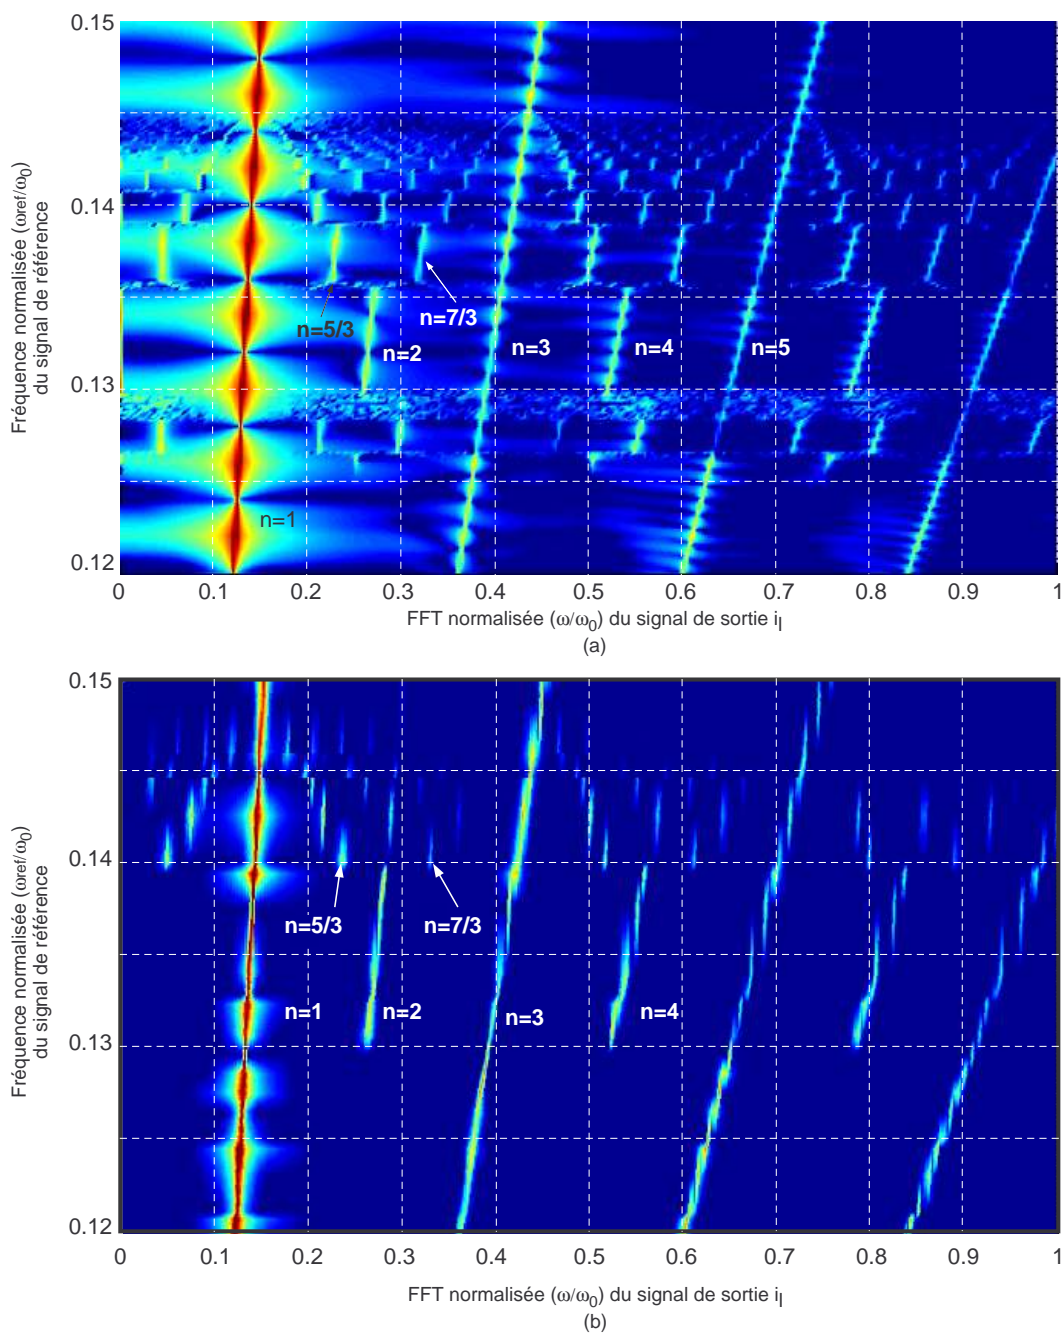 0.15
0.14
0.13
0.12
Fréquence normalisée (ωref/ω0)
du signal de référence
n=5/3
n=7/3
n=2
n=3
n=4
n=5
n=1
0 0.1 0.2 0.3 0.4 0.5 0.6 0.7 0.8 0.9 1
FFT normalisée (ω/ω0) du signal de sortie il
(a)
0.15
0.14
0.13
0.12
Fréquence normalisée (ωref/ω0)
du signal de référence
n=5/3
n=7/3
n=1
n=2
n=3
n=4
0 0.1 0.2 0.3 0.4 0.5 0.6 0.7 0.8 0.9 1
FFT normalisée (ω/ω0) du signal de sortie il
(b)